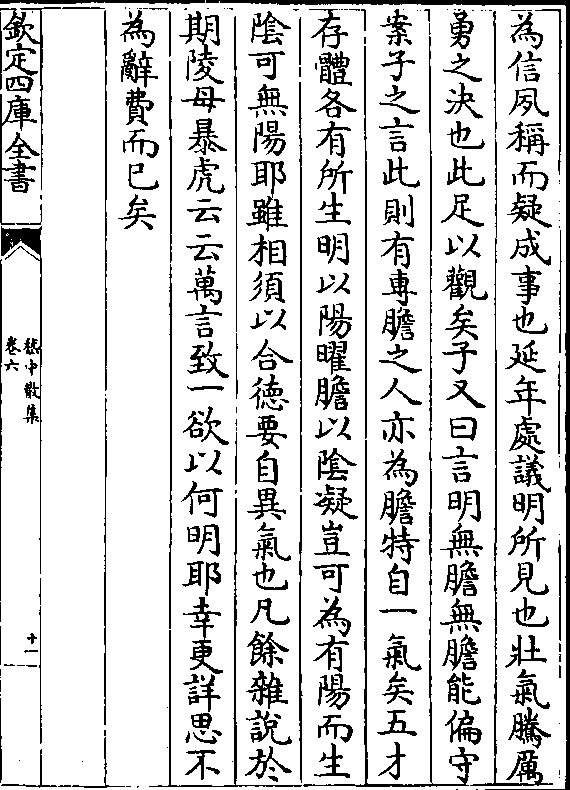 為信夙稱而疑成事也延年處議明所見也壯氣騰厲
勇之決也此足以觀矣子又曰言明無膽無膽能偏守
案子之言此則有專膽之人亦為膽特自一氣矣五才
存體各有所生明以陽曜膽以陰凝豈可為有陽而生
陰可無陽耶雖相須以合德要自異氣也凡餘雜說於
期陵母暴虎云云萬言致一欲以何明耶幸更詳思不
為辭費而已矣
欽定四庫全書
嵇中散集
卷六
十一